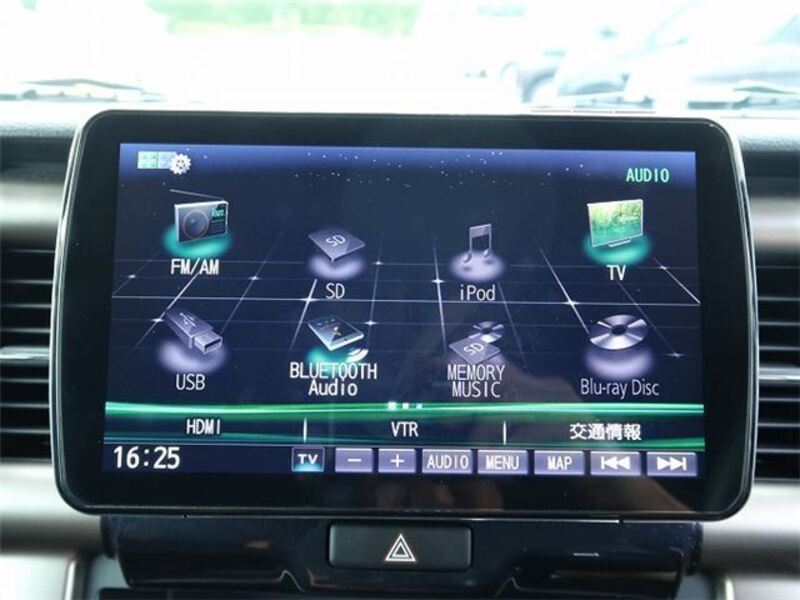 AUDIO
FM/AM
SD
SD
iPod
TV
USB
BLUETOOTH
Audio
SD
MEMORY
MUSIC
Blu-ray Disc
HDMI
VTR
交通情報
16:25
TV
− + AUDIO MENU MAP